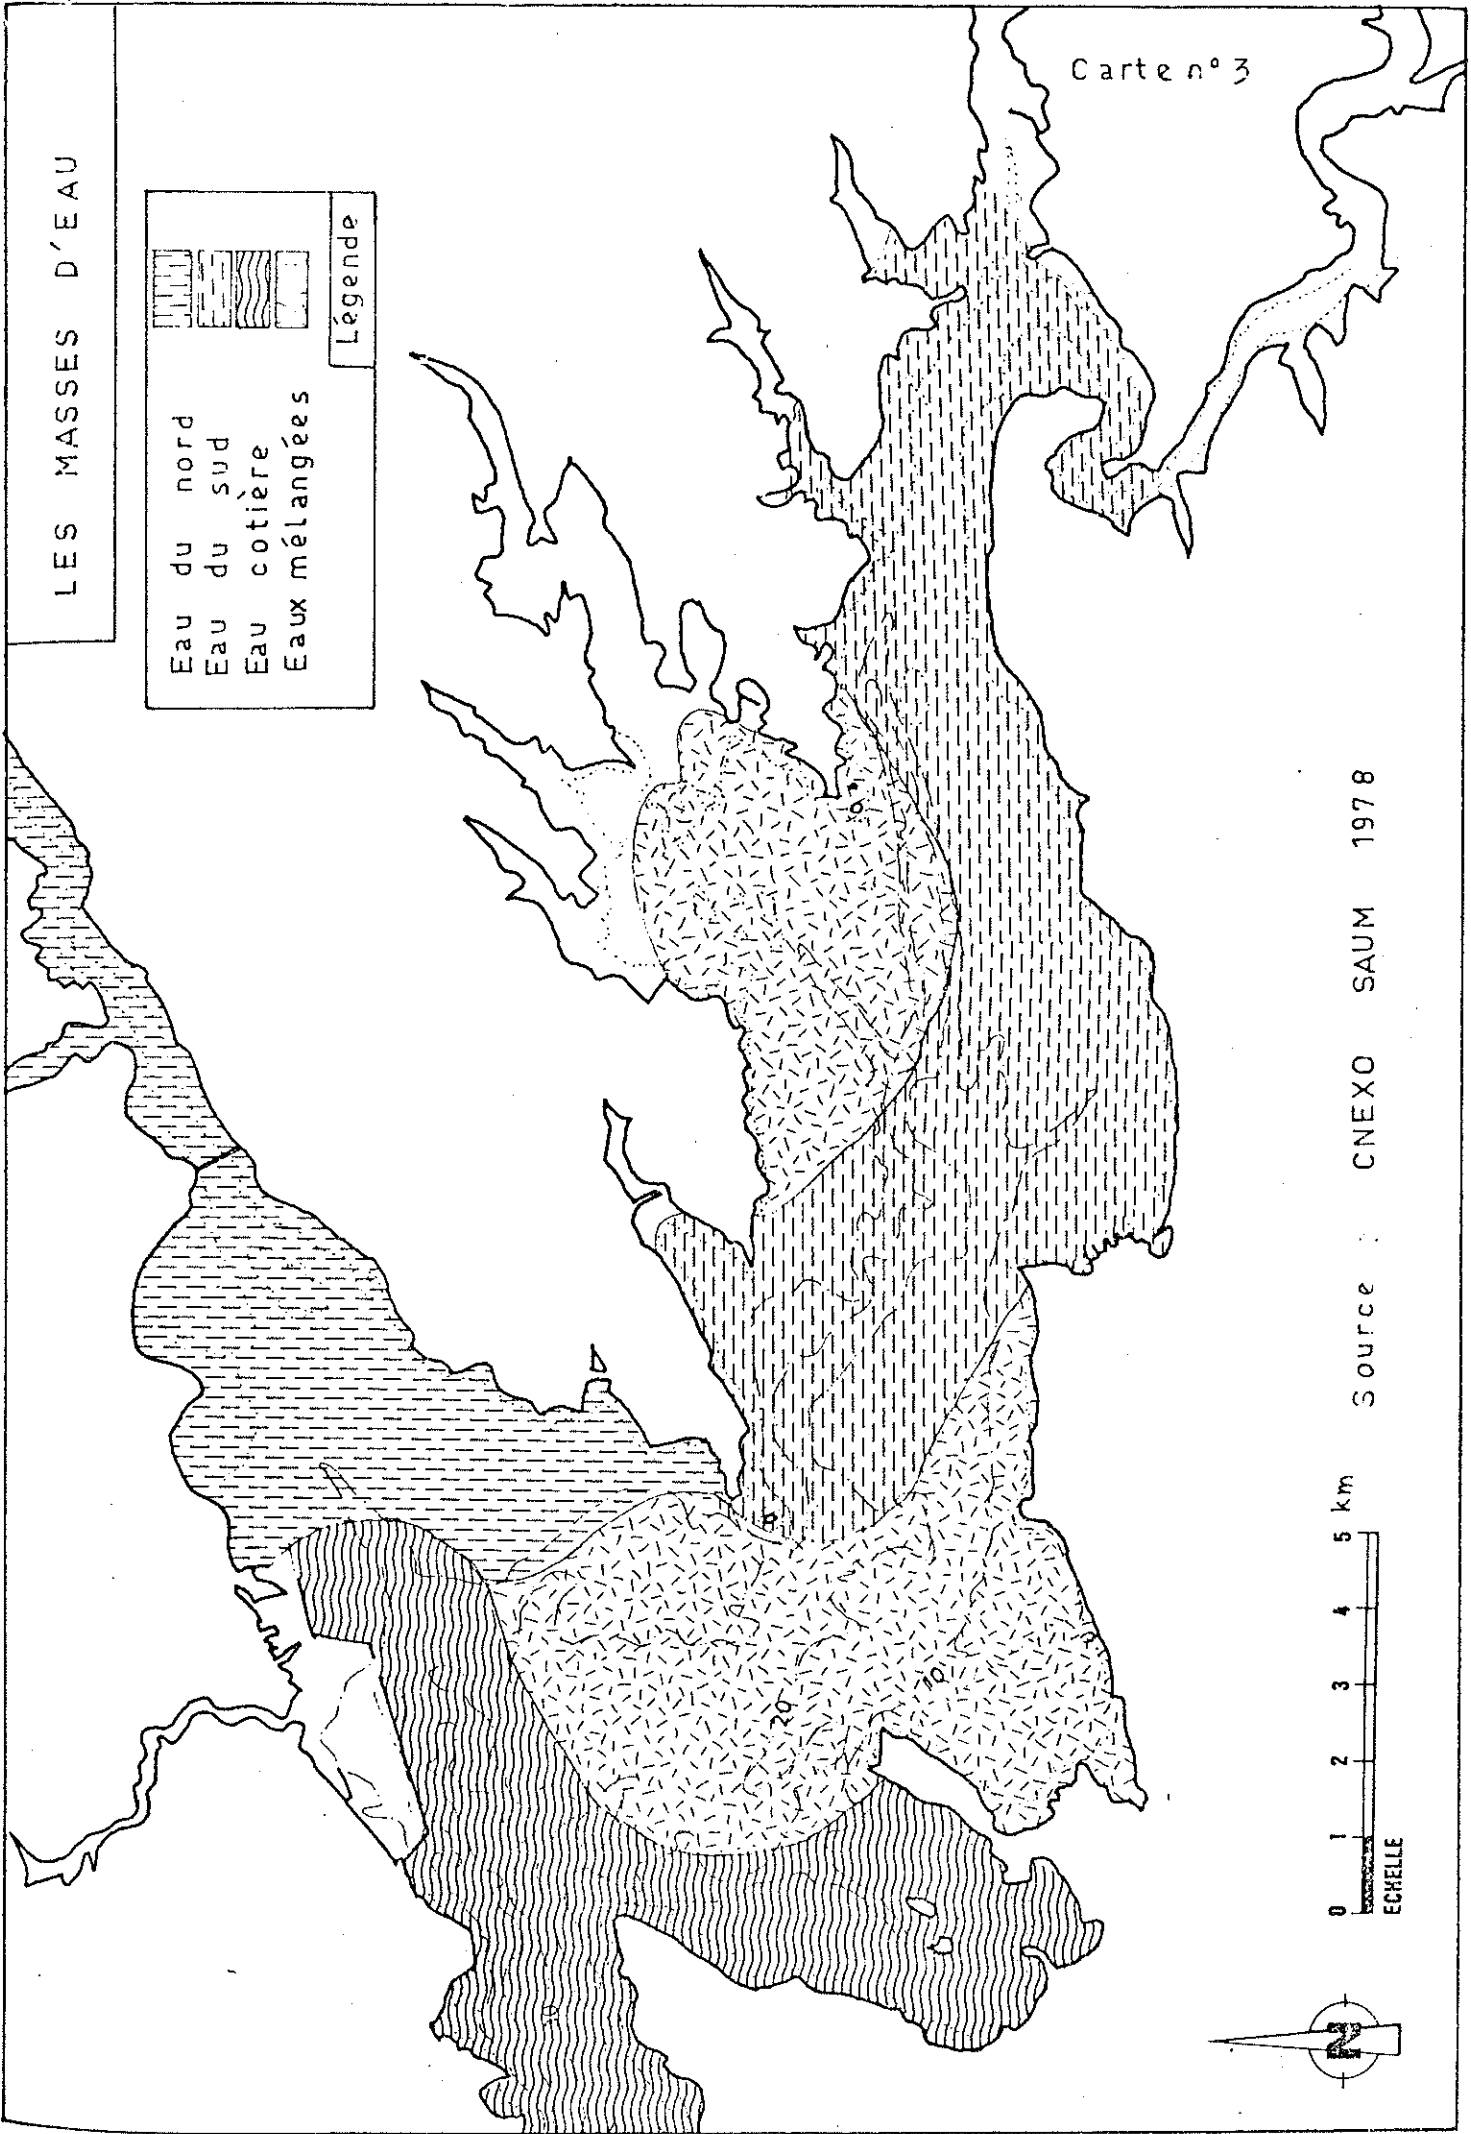 LES MASSES D'EAU
Eau du nord
Eau du sud
Eau cotière
Eaux mélangées
Légende
Carte n° 3
20
10
N
0 1 2 3 4 5 km
ECHELLE
Source : CNEXO SAUM 1978